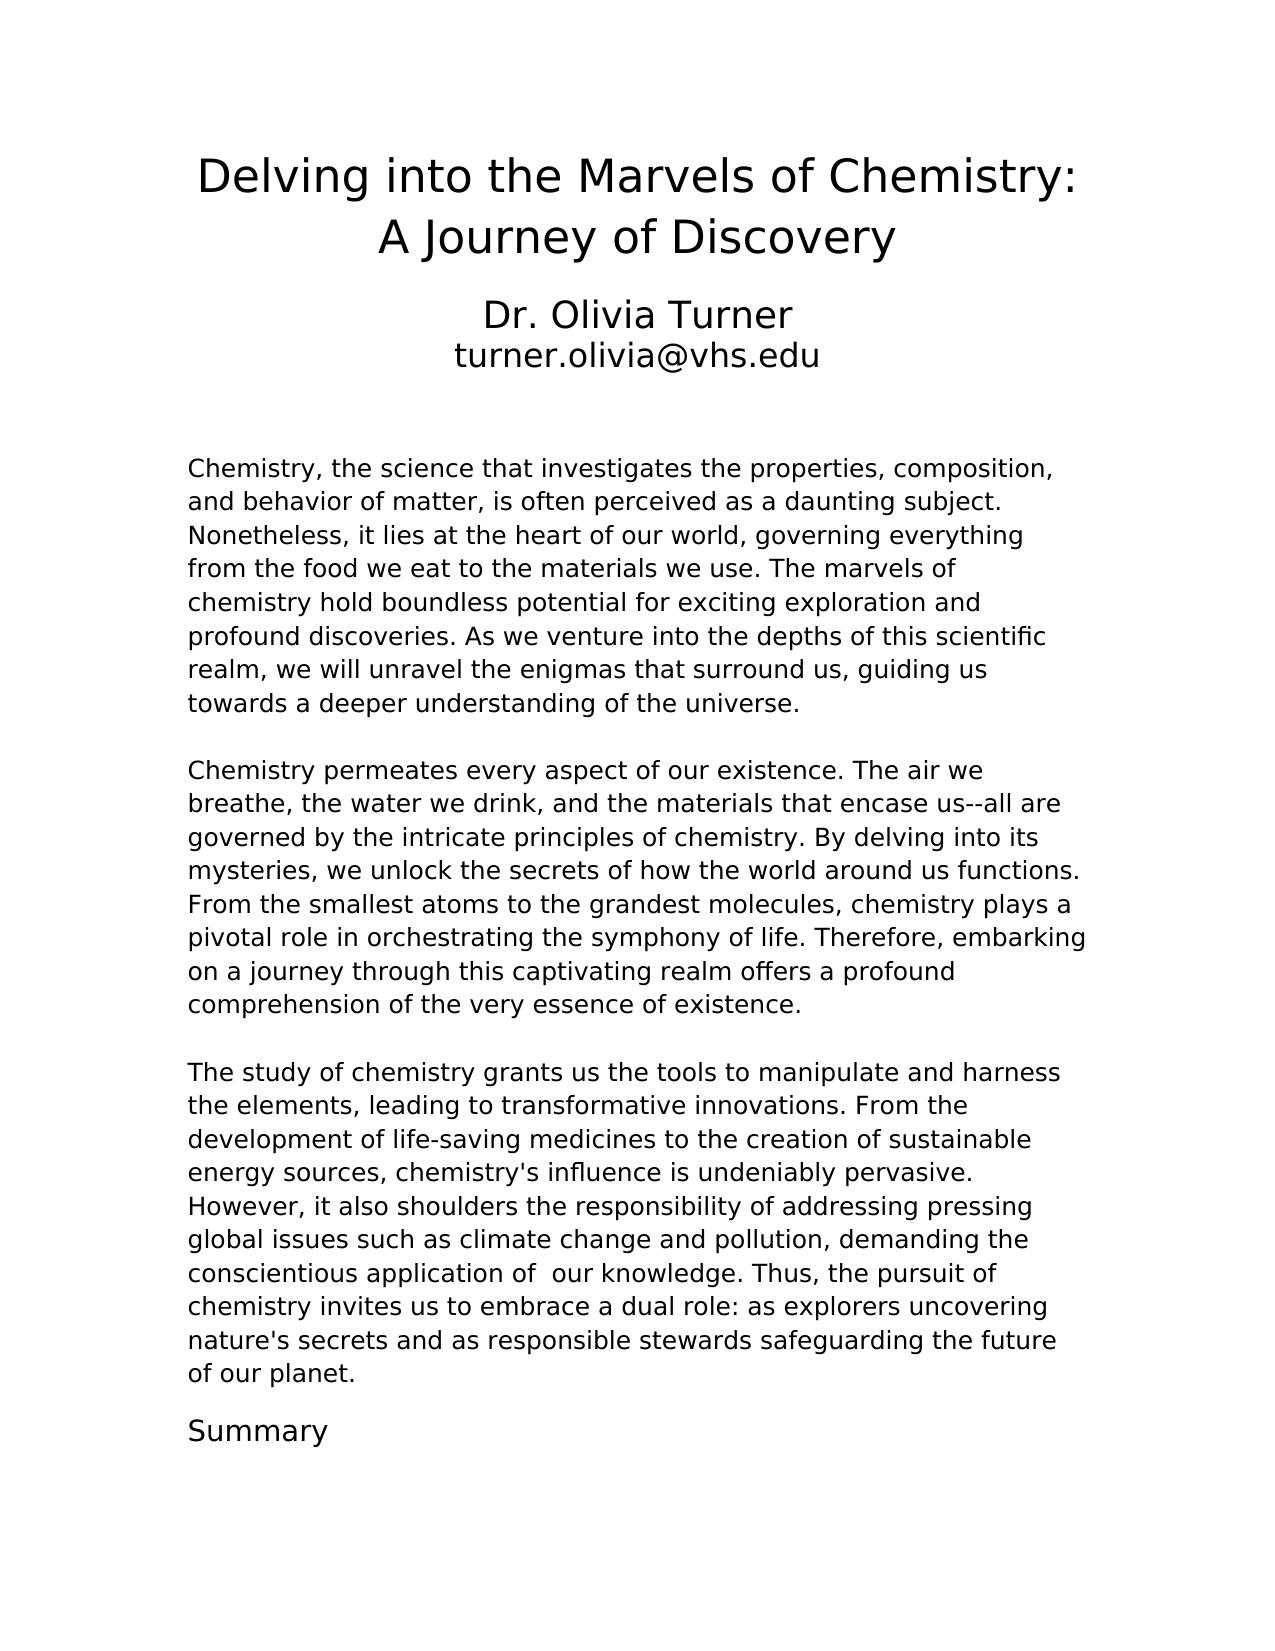 Delving into the Marvels of Chemistry:
A Journey of Discovery
Dr. Olivia Turner
turner.olivia@vhs.edu
Chemistry, the science that investigates the properties, composition,
and behavior of matter, is often perceived as a daunting subject.
Nonetheless, it lies at the heart of our world, governing everything
from the food we eat to the materials we use. The marvels of
chemistry hold boundless potential for exciting exploration and
profound discoveries. As we venture into the depths of this scientific
realm, we will unravel the enigmas that surround us, guiding us
towards a deeper understanding of the universe.
Chemistry permeates every aspect of our existence. The air we
breathe, the water we drink, and the materials that encase us--all are
governed by the intricate principles of chemistry. By delving into its
mysteries, we unlock the secrets of how the world around us functions.
From the smallest atoms to the grandest molecules, chemistry plays a
pivotal role in orchestrating the symphony of life. Therefore, embarking
on a journey through this captivating realm offers a profound
comprehension of the very essence of existence.
The study of chemistry grants us the tools to manipulate and harness
the elements, leading to transformative innovations. From the
development of life-saving medicines to the creation of sustainable
energy sources, chemistry's influence is undeniably pervasive.
However, it also shoulders the responsibility of addressing pressing
global issues such as climate change and pollution, demanding the
conscientious application of  our knowledge. Thus, the pursuit of
chemistry invites us to embrace a dual role: as explorers uncovering
nature's secrets and as responsible stewards safeguarding the future
of our planet.
Summary